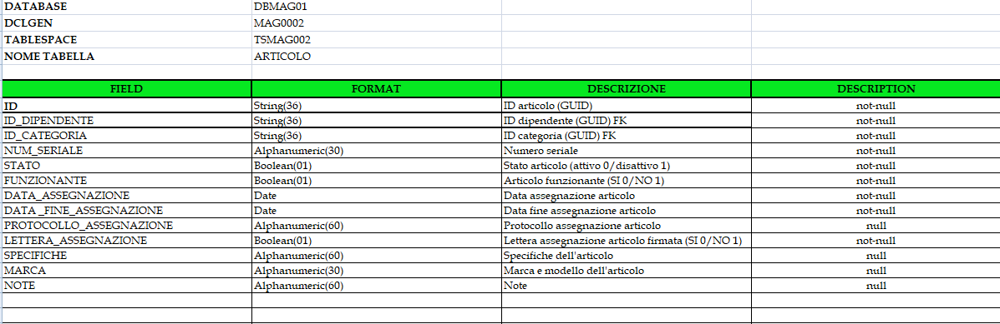 DATABASE DBMAG01
DCLGEN MAG0002
TABLESPACE TSMAG002
NOME TABELLA ARTICOLO
FIELD FORMAT DESCRIZIONE DESCRIPTION
ID String(36) ID articolo (GUID) not-null
ID_DIPENDENTE String(36) ID dipendente (GUID) FK not-null
ID_CATEGORIA String(36) ID categoria (GUID) FK not-null
NUM_SERIALE Alphanumeric(30) Numero seriale not-null
STATO Boolean(01) Stato articolo (attivo 0/disattivo 1) not-null
FUNZIONANTE Boolean(01) Articolo funzionante (SI 0/NO 1) not-null
DATA_ASSEGNAZIONE Date Data assegnazione articolo not-null
DATA _FINE_ASSEGNAZIONE Date Data fine assegnazione articolo not-null
PROTOCOLLO_ASSEGNAZIONE Alphanumeric(60) Protocollo assegnazione articolo null
LETTERA_ASSEGNAZIONE Boolean(01) Lettera assegnazione articolo firmata (SI 0/NO 1) not-null
SPECIFICHE Alphanumeric(60) Specifiche dell'articolo null
MARCA Alphanumeric(30) Marca e modello dell'articolo null
NOTE Alphanumeric(60) Note null